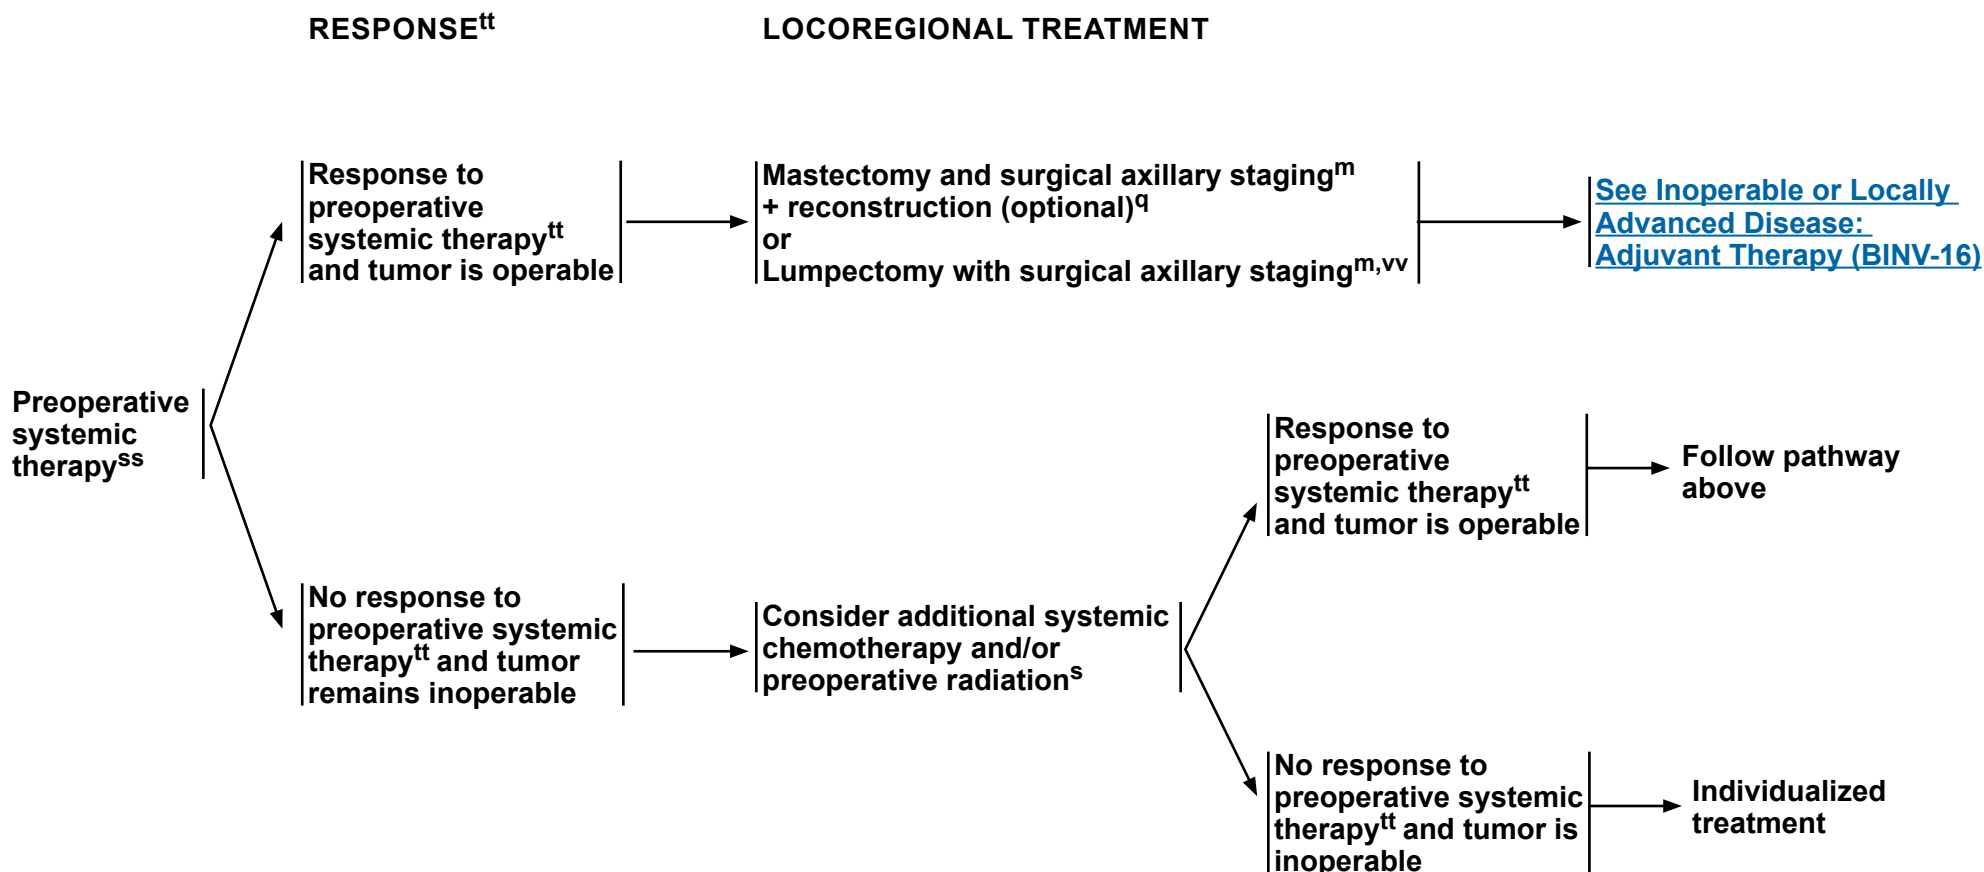 RESPONSEtt
LOCOREGIONAL TREATMENT
Preoperative
systemic
therapyss
Response to
preoperative
systemic therapytt
and tumor is operable
Mastectomy and surgical axillary stagingm
+ reconstruction (optional)q
or
Lumpectomy with surgical axillary stagingm,vv
See Inoperable or Locally
Advanced Disease:
Adjuvant Therapy (BINV-16)
No response to
preoperative systemic
therapytt and tumor
remains inoperable
Consider additional systemic
chemotherapy and/or
preoperative radiations
Response to
preoperative
systemic therapytt
and tumor is operable
Follow pathway
above
No response to
preoperative systemic
therapytt and tumor is
inoperable
Individualized
treatment